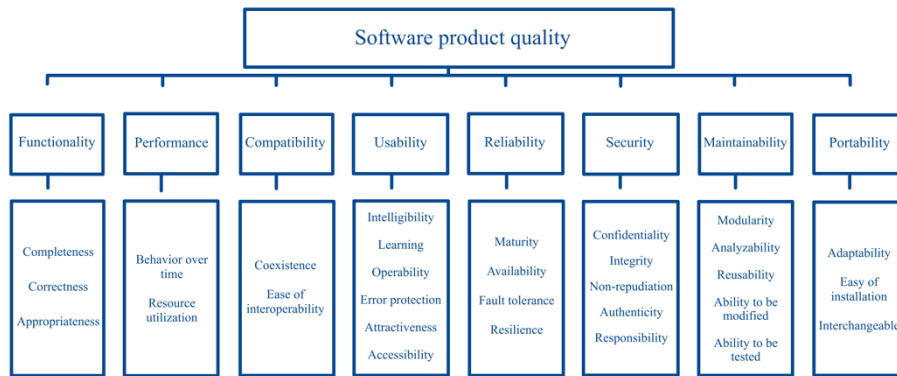 Software product quality
Functionality
Performance
Compatibility
Usability
Reliability
Security
Maintainability
Portability
Completeness
Correctness
Appropriateness
Behavior over
time
Resource
utilization
Coexistence
Ease of
interoperability
Intelligibility
Learning
Operability
Error protection
Attractiveness
Accessibility
Maturity
Availability
Fault tolerance
Resilience
Confidentiality
Integrity
Non-repudiation
Authenticity
Responsibility
Modularity
Analyzability
Reusability
Ability to be
modified
Ability to be
tested
Adaptability
Easy of
installation
Interchangeable